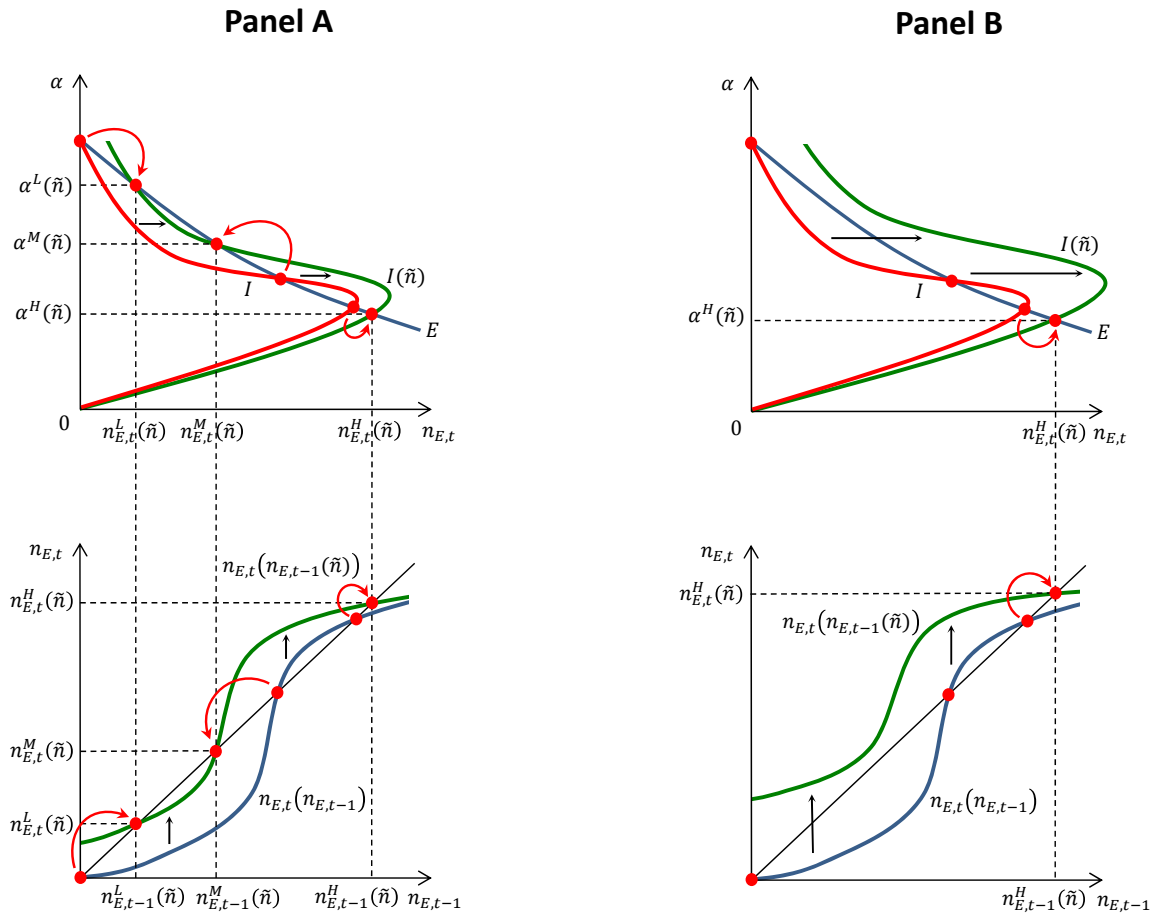 Panel A
α
α^L(ñ)
α^M(ñ)
α^H(ñ)
I
I(ñ)
E
0
n^L_{E,t}(ñ) n^M_{E,t}(ñ) n^H_{E,t}(ñ) n_{E,t}
n_{E,t}
n_{E,t}(n_{E,t−1}(ñ))
n^H_{E,t}(ñ)
n^M_{E,t}(ñ)
n_{E,t}(n_{E,t−1})
n^L_{E,t}(ñ)
n^L_{E,t−1}(ñ) n^M_{E,t−1}(ñ) n^H_{E,t−1}(ñ) n_{E,t−1}
Panel B
α
I(ñ)
I
α^H(ñ)
E
0
n^H_{E,t}(ñ) n_{E,t}
n_{E,t}
n^H_{E,t}(ñ)
n_{E,t}(n_{E,t−1}(ñ))
n_{E,t}(n_{E,t−1})
n^H_{E,t−1}(ñ) n_{E,t−1}